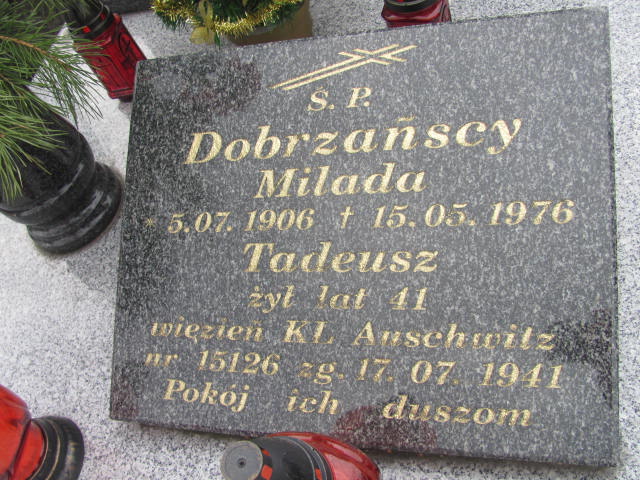 Ś. P.
Dobrzañscy
Milada
* 5.07. 1906 † 15.05. 1976
Tadeusz
żył lat 41
więzień KL Auschwitz
nr 15126 zg. 17. 07. 1941
Pokój ich duszom